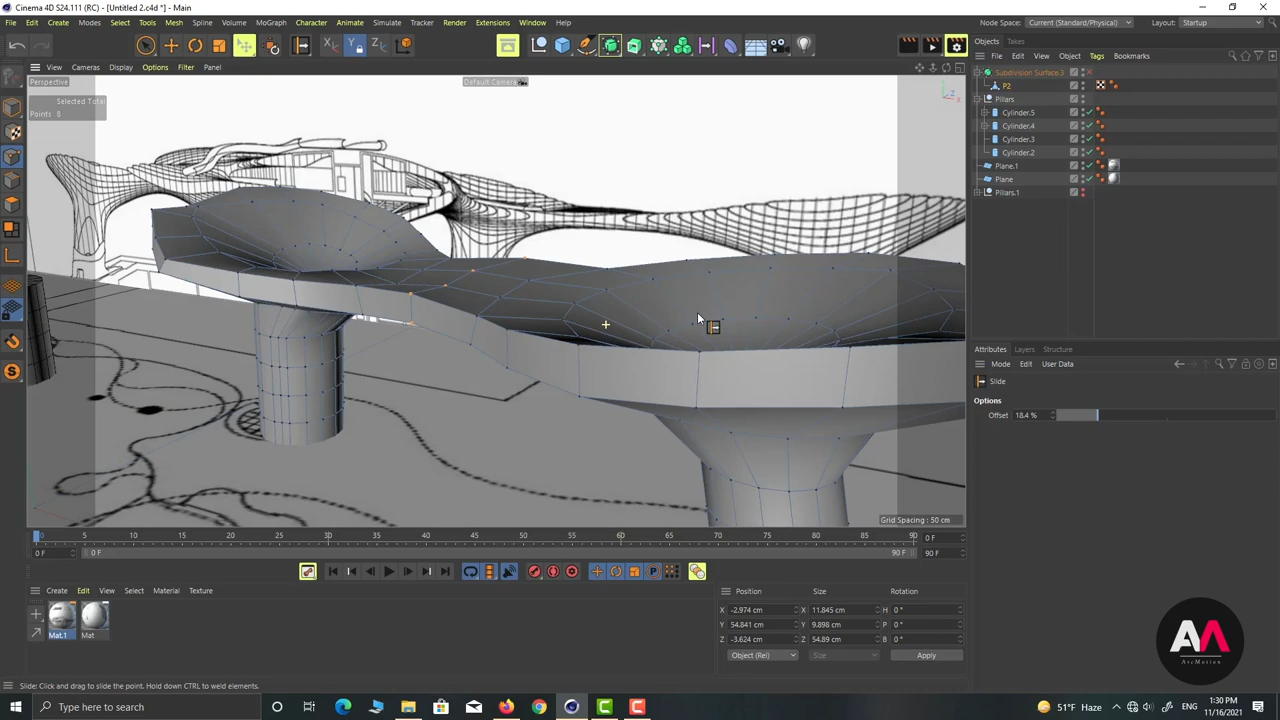 Cinema 4D S24.111 (RC) - [Untitled 2.c4d *] - Main
File Edit Create Modes Select Tools Mesh Spline Volume MoGraph Character Animate Simulate Tracker Render Extensions Window Help
Node Space: Current (Standard/Physical) Layout: Startup
View Cameras Display Options Filter Panel
Perspective
Default Camera
Selected Total
Points 8
Grid Spacing : 50 cm
Objects Takes
File Edit View Object Tags Bookmarks
Subdivision Surface.3
P2
Pillars
Cylinder.5
Cylinder.4
Cylinder.3
Cylinder.2
Plane.1
Plane
Pillars.1
Attributes Layers Structure
Mode Edit User Data
Slide
Options
Offset 18.4 %
0 5 10 15 20 25 30 35 40 45 50 55 60 65 70 75 80 85 90
0 F
0 F 0 F 90 F 90 F
Create Edit View Select Material Texture
Mat.1 Mat
Position Size Rotation
X -2.974 cm X 11.845 cm H 0 °
Y 54.841 cm Y 9.898 cm P 0 °
Z -3.624 cm Z 54.89 cm B 0 °
Object (Rel) Size Apply
AM
ArcMotion
Slide: Click and drag to slide the point. Hold down CTRL to weld elements.
Type here to search
51°F Haze
ENG
1:30 PM
11/16/2021